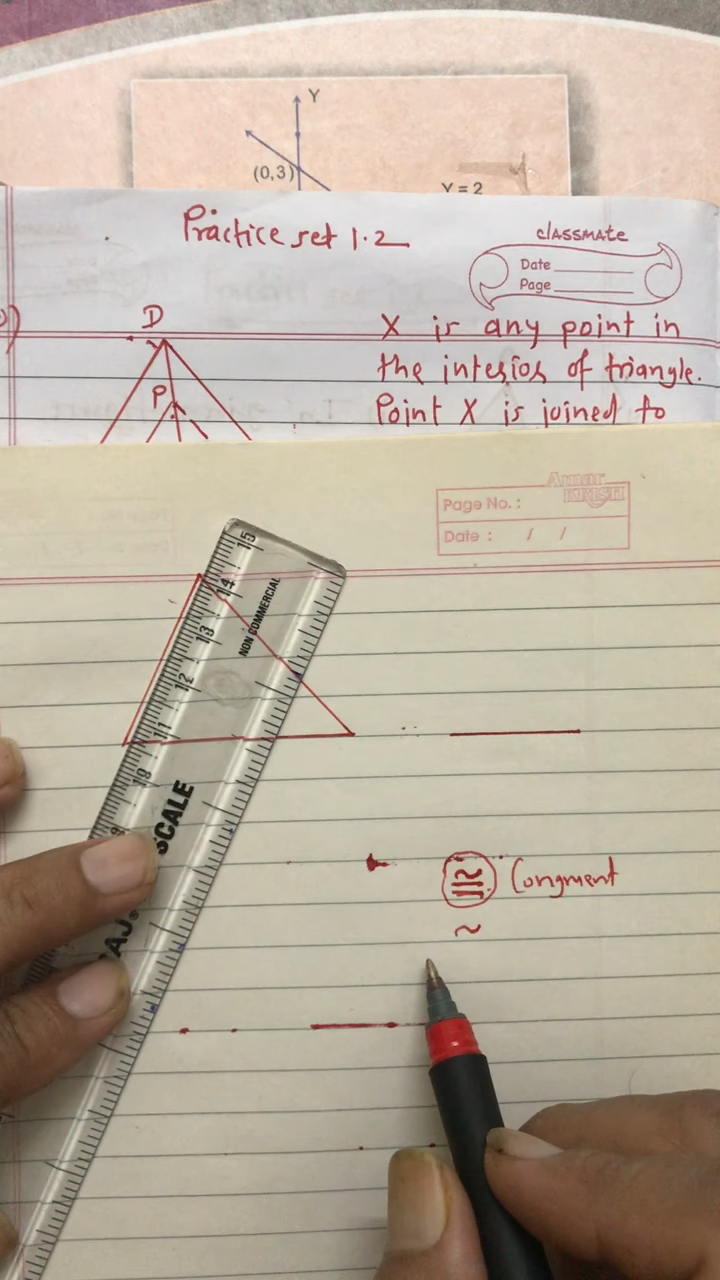 Y
(0,3)
Y = 2
Practice set 1.2
classmate
Date
Page
D
X is any point in
the interior of triangle.
P
Point X is joined to
Page No. :
Date : / /
15
14
NON COMMERCIAL
13
12
11
SCALE
≅ Congruent
~